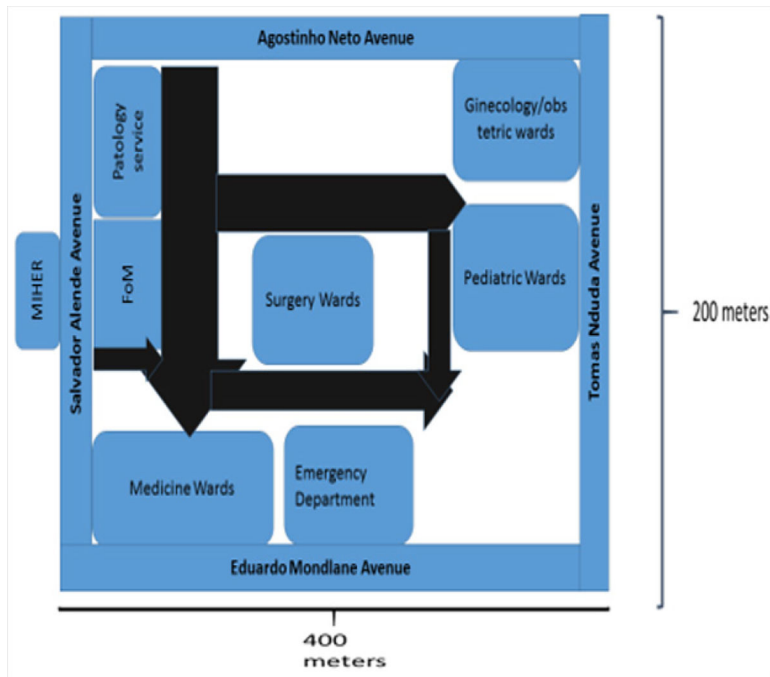 Agostinho Neto Avenue
Patology
service
Ginecology/obs
tetric wards
Salvador Alende Avenue
MIHER
FoM
Surgery Wards
Pediatric Wards
Tomas Nduda Avenue
200 meters
Medicine Wards
Emergency
Department
Eduardo Mondlane Avenue
400
meters